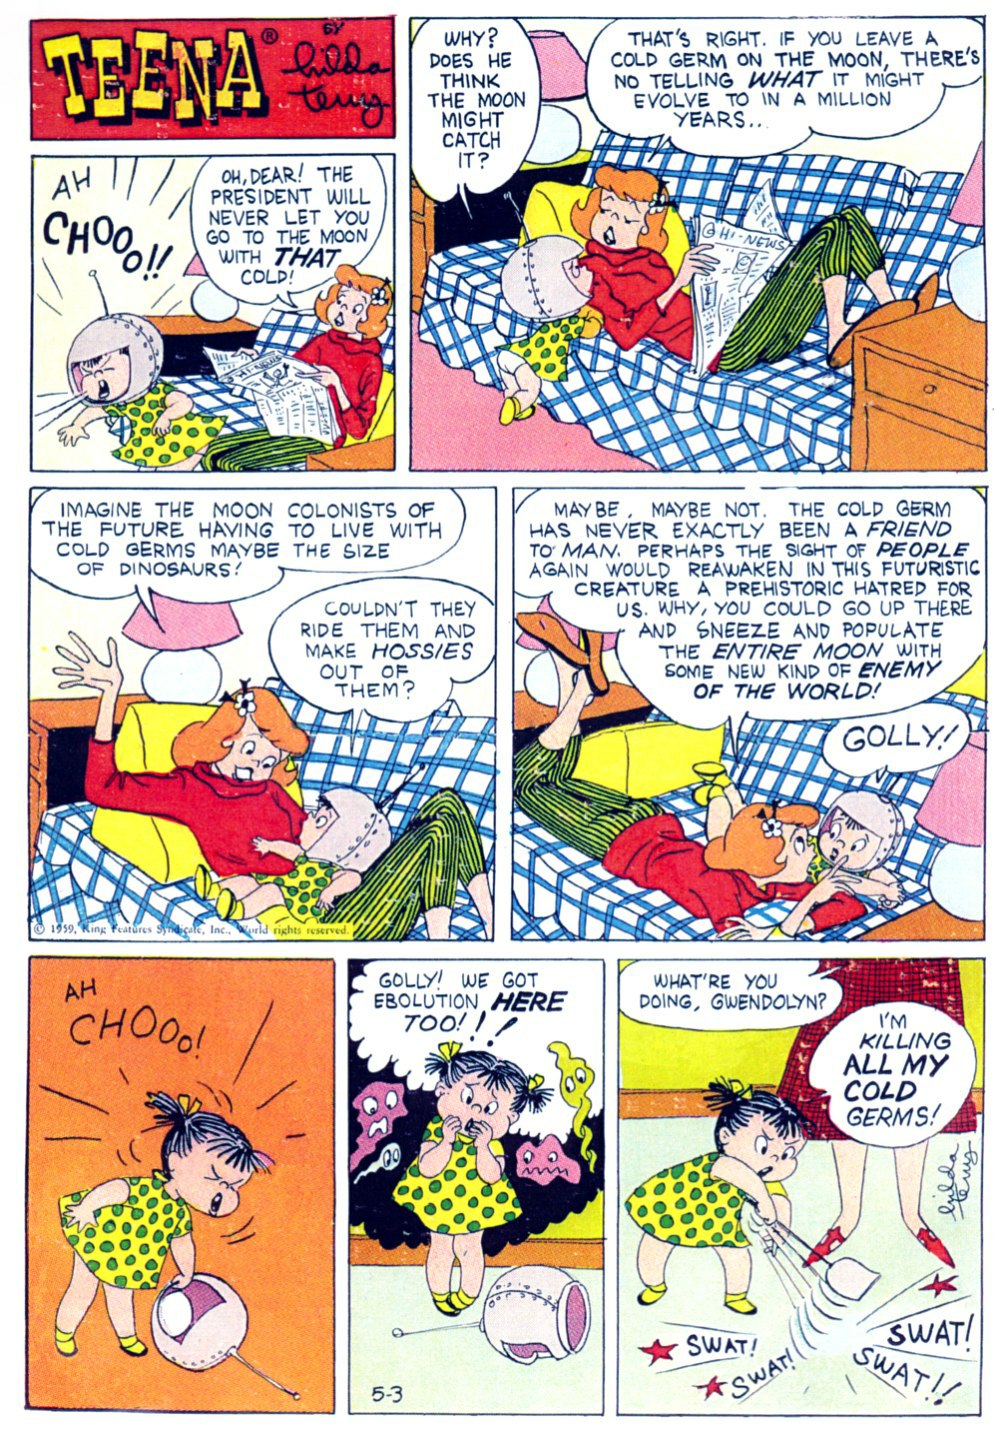 TEENA®
BY
hilda
terry
AH
CHOOO!!
OH, DEAR! THE
PRESIDENT WILL
NEVER LET YOU
GO TO THE MOON
WITH THAT
COLD!
HI-NEWS
WHY?
DOES HE
THINK
THE MOON
MIGHT
CATCH
IT?
THAT'S RIGHT. IF YOU LEAVE A
COLD GERM ON THE MOON, THERE'S
NO TELLING WHAT IT MIGHT
EVOLVE TO IN A MILLION
YEARS...
HI-NEWS
IMAGINE THE MOON COLONISTS OF
THE FUTURE HAVING TO LIVE WITH
COLD GERMS MAYBE THE SIZE
OF DINOSAURS!
COULDN'T THEY
RIDE THEM AND
MAKE HOSSIES
OUT OF
THEM?
© 1959, King Features Syndicate, Inc., World rights reserved.
MAYBE, MAYBE NOT. THE COLD GERM
HAS NEVER EXACTLY BEEN A FRIEND
TO MAN. PERHAPS THE SIGHT OF PEOPLE
AGAIN WOULD REAWAKEN IN THIS FUTURISTIC
CREATURE A PREHISTORIC HATRED FOR
US. WHY, YOU COULD GO UP THERE
AND SNEEZE AND POPULATE
THE ENTIRE MOON WITH
SOME NEW KIND OF ENEMY
OF THE WORLD!
GOLLY!
AH
CHOOO!
GOLLY! WE GOT
EBOLUTION HERE
TOO!!!
5-3
WHAT'RE YOU
DOING, GWENDOLYN?
I'M
KILLING
ALL MY
COLD
GERMS!
hilda
terry
SWAT!
SWAT!
SWAT!
SWAT!!